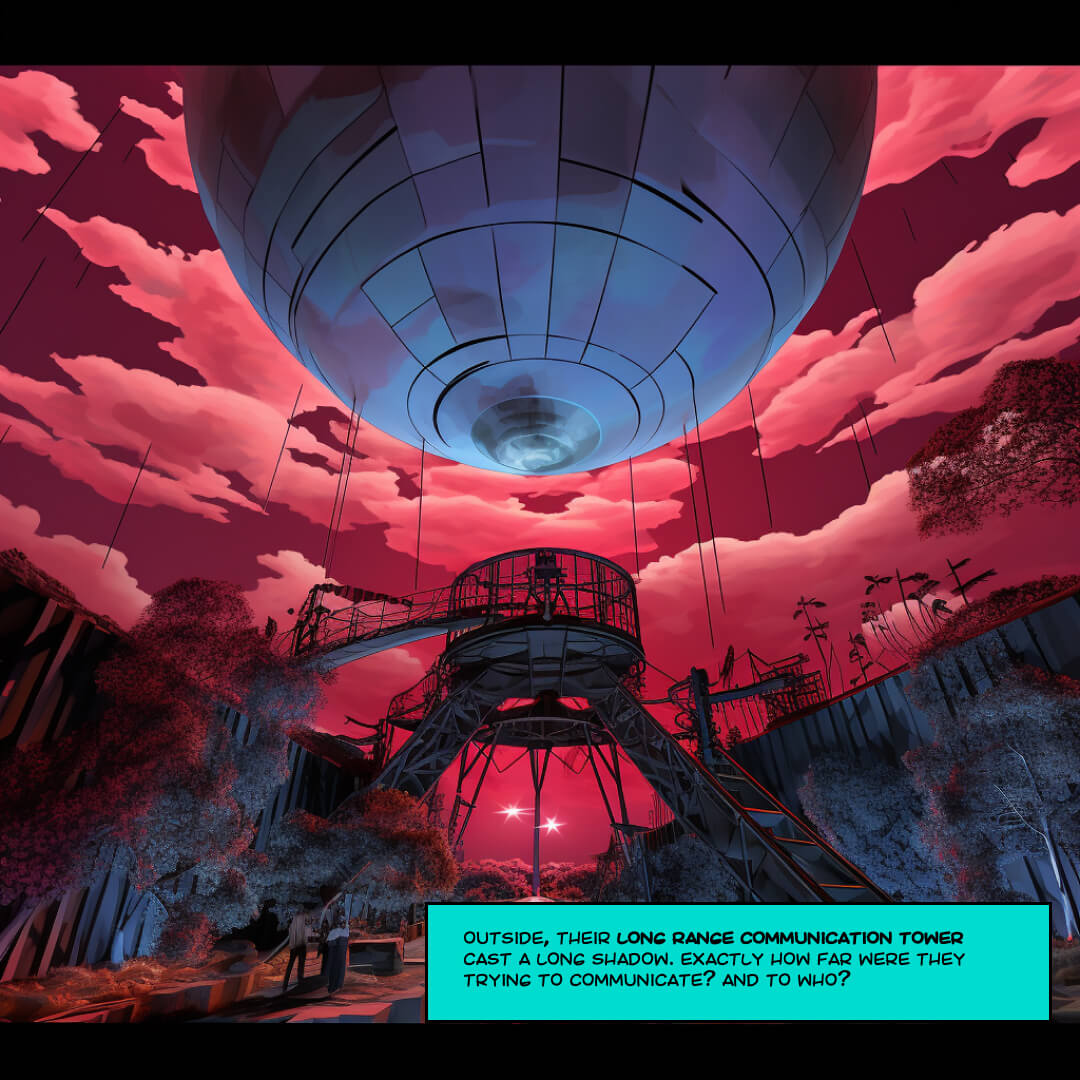 OUTSIDE, THEIR LONG RANGE COMMUNICATION TOWER
CAST A LONG SHADOW. EXACTLY HOW FAR WERE THEY
TRYING TO COMMUNICATE? AND TO WHO?